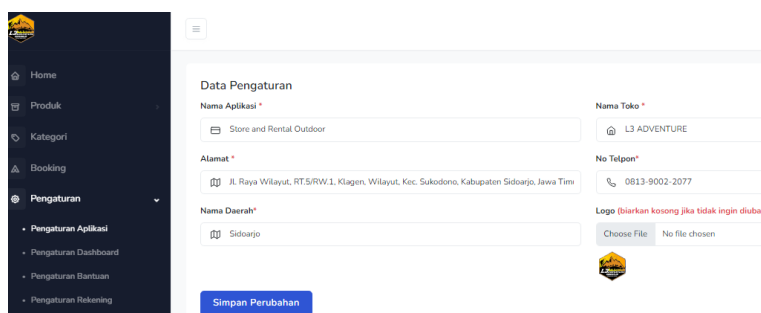 Home
Produk
Kategori
Booking
Pengaturan
Pengaturan Aplikasi
Pengaturan Dashboard
Pengaturan Bantuan
Pengaturan Rekening
Data Pengaturan
Nama Aplikasi *
Store and Rental Outdoor
Nama Toko *
L3 ADVENTURE
Alamat *
Jl. Raya Wilayut, RT.5/RW.1, Klagen, Wilayut, Kec. Sukodono, Kabupaten Sidoarjo, Jawa Timu
No Telpon*
0813-9002-2077
Nama Daerah*
Sidoarjo
Logo (biarkan kosong jika tidak ingin diuba
Choose File No file chosen
Simpan Perubahan